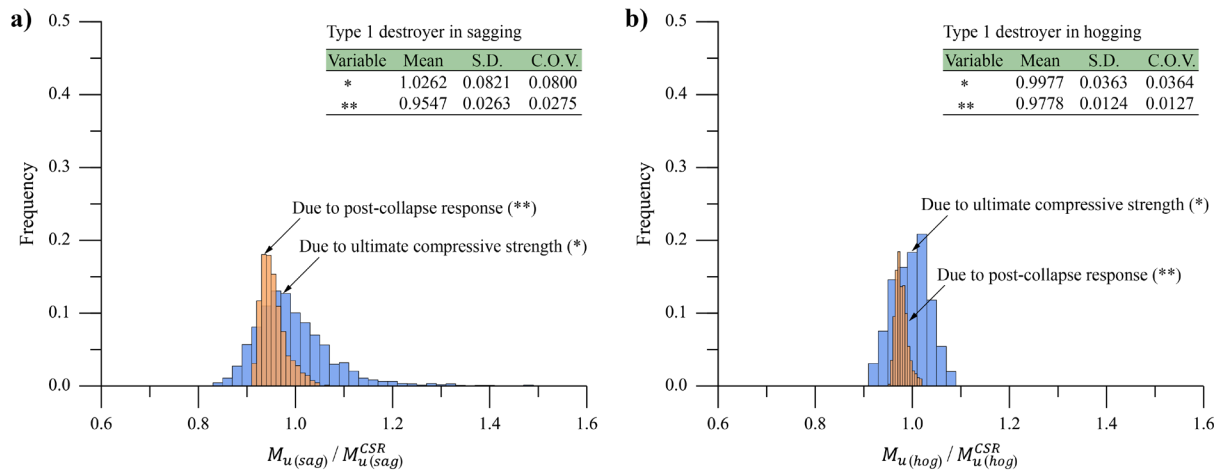 a)
Type 1 destroyer in sagging
Variable Mean S.D. C.O.V.
* 1.0262 0.0821 0.0800
** 0.9547 0.0263 0.0275
Frequency
0.5
0.4
0.3
0.2
0.1
0.0
Due to post-collapse response (**)
Due to ultimate compressive strength (*)
0.6 0.8 1.0 1.2 1.4 1.6
M_{u(sag)} / M_{u(sag)}^{CSR}
b)
Type 1 destroyer in hogging
Variable Mean S.D. C.O.V.
* 0.9977 0.0363 0.0364
** 0.9778 0.0124 0.0127
Frequency
0.5
0.4
0.3
0.2
0.1
0.0
Due to ultimate compressive strength (*)
Due to post-collapse response (**)
0.6 0.8 1.0 1.2 1.4 1.6
M_{u(hog)} / M_{u(hog)}^{CSR}